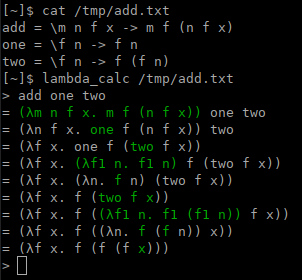 [~]$ cat /tmp/add.txt
add = \m n f x -> m f (n f x)
one = \f n -> f n
two = \f n -> f (f n)
[~]$ lambda_calc /tmp/add.txt
> add one two
= (λm n f x. m f (n f x)) one two
= (λn f x. one f (n f x)) two
= (λf x. one f (two f x))
= (λf x. (λf1 n. f1 n) f (two f x))
= (λf x. (λn. f n) (two f x))
= (λf x. f (two f x))
= (λf x. f ((λf1 n. f1 (f1 n)) f x))
= (λf x. f ((λn. f (f n)) x))
= (λf x. f (f (f x)))
>